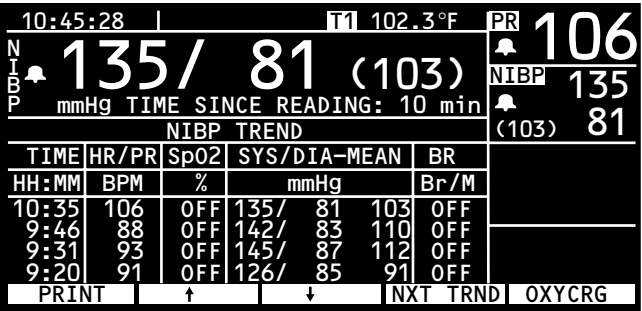 10:45:28 T1 102.3°F
NIBP 135/ 81 (103)
mmHg TIME SINCE READING: 10 min
PR 106
NIBP 135
(103) 81
NIBP TREND
TIME HR/PR SpO2 SYS/DIA-MEAN BR
HH:MM BPM % mmHg Br/M
10:35 106 OFF 135/ 81 103 OFF
9:46 88 OFF 142/ 83 110 OFF
9:31 93 OFF 145/ 87 112 OFF
9:20 91 OFF 126/ 85 91 OFF
PRINT ↑ ↓ NXT TRND OXYCRG